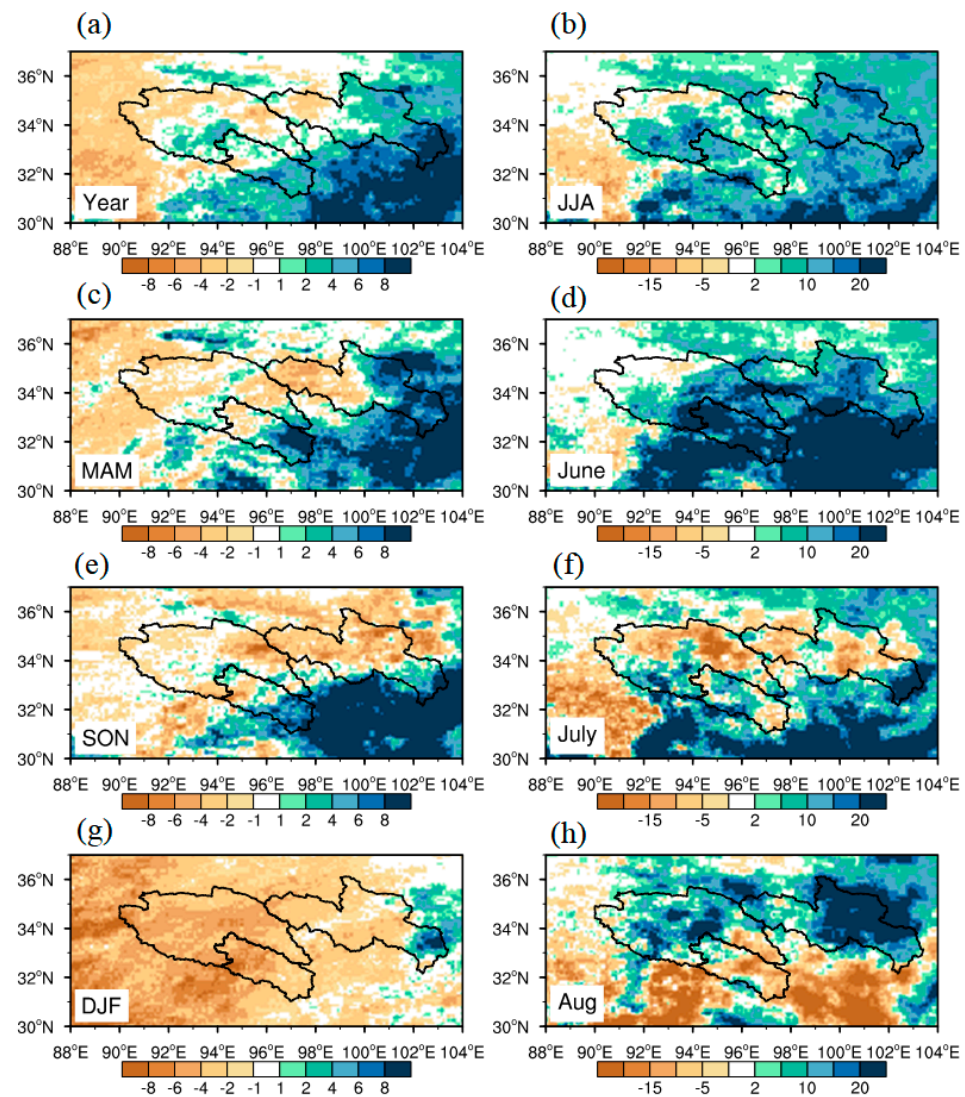 (a) (b)
36°N 36°N
34°N 34°N
32°N 32°N
Year JJA
30°N 30°N
88°E 90°E 92°E 94°E 96°E 98°E 100°E 102°E 104°E 88°E 90°E 92°E 94°E 96°E 98°E 100°E 102°E 104°E
-8 -6 -4 -2 -1 1 2 4 6 8 -15 -5 2 10 20
(c) (d)
36°N 36°N
34°N 34°N
32°N 32°N
MAM June
30°N 30°N
88°E 90°E 92°E 94°E 96°E 98°E 100°E 102°E 104°E 88°E 90°E 92°E 94°E 96°E 98°E 100°E 102°E 104°E
-8 -6 -4 -2 -1 1 2 4 6 8 -15 -5 2 10 20
(e) (f)
36°N 36°N
34°N 34°N
32°N 32°N
SON July
30°N 30°N
88°E 90°E 92°E 94°E 96°E 98°E 100°E 102°E 104°E 88°E 90°E 92°E 94°E 96°E 98°E 100°E 102°E 104°E
-8 -6 -4 -2 -1 1 2 4 6 8 -15 -5 2 10 20
(g) (h)
36°N 36°N
34°N 34°N
32°N 32°N
DJF Aug
30°N 30°N
88°E 90°E 92°E 94°E 96°E 98°E 100°E 102°E 104°E 88°E 90°E 92°E 94°E 96°E 98°E 100°E 102°E 104°E
-8 -6 -4 -2 -1 1 2 4 6 8 -15 -5 2 10 20